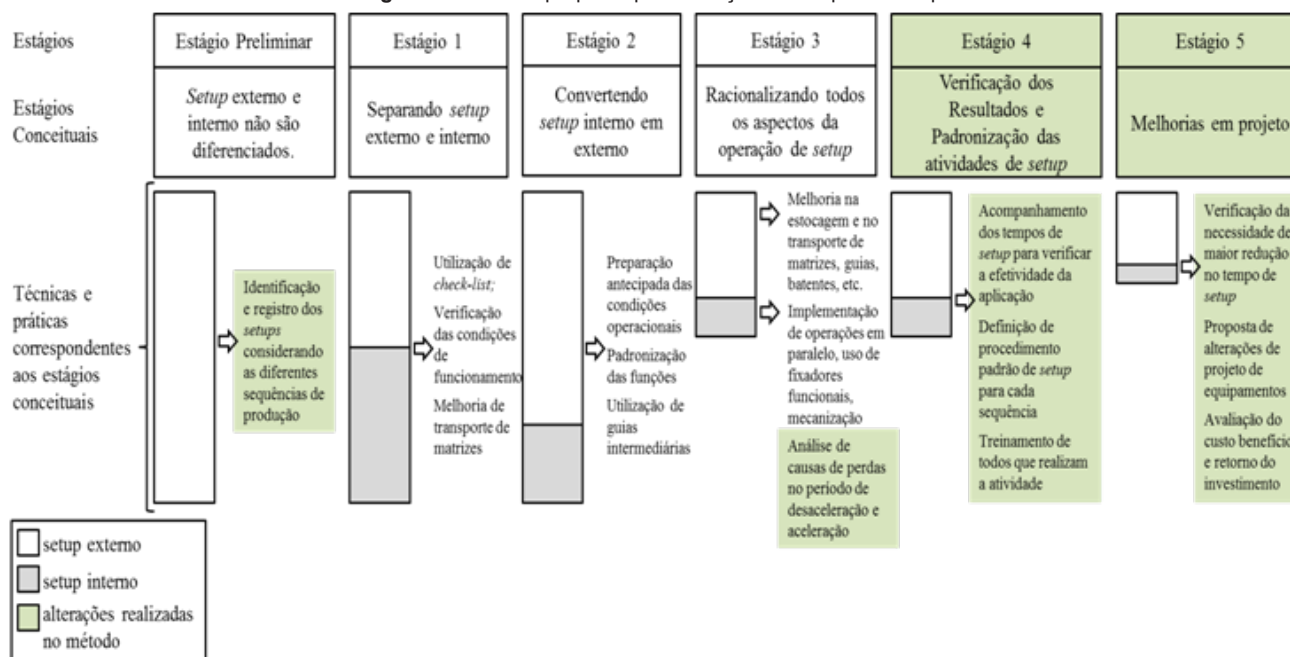 Estágios
Estágio Preliminar
Estágio 1
Estágio 2
Estágio 3
Estágio 4
Estágio 5
Estágios
Conceituais
Setup externo e
interno não são
diferenciados.
Separando setup
externo e interno
Convertendo
setup interno em
externo
Racionalizando todos
os aspectos da
operação de setup
Verificação dos
Resultados e
Padronização das
atividades de setup
Melhorias em projeto
Técnicas e
práticas
correspondentes
aos estágios
conceituais
Identificação
e registro dos
setups
considerando
as diferentes
sequências de
produção
Utilização de
check-list;
Verificação
das condições
de
funcionamento
Melhoria de
transporte de
matrizes
Preparação
antecipada das
condições
operacionais
Padronização
das funções
Utilização de
guias
intermediárias
Melhoria na
estocagem e no
transporte de
matrizes, guias,
batentes, etc.
Implementação
de operações em
paralelo, uso de
fixadores
funcionais,
mecanização
Análise de
causas de perdas
no período de
desaceleração e
aceleração
Acompanhamento
dos tempos de
setup para verificar
a efetividade da
aplicação
Definição de
procedimento
padrão de setup
para cada
sequência
Treinamento de
todos que realizam
a atividade
Verificação da
necessidade de
maior redução
no tempo de
setup
Proposta de
alterações de
projeto de
equipamentos
Avaliação do
custo benefício
e retorno do
investimento
setup externo
setup interno
alterações realizadas
no método